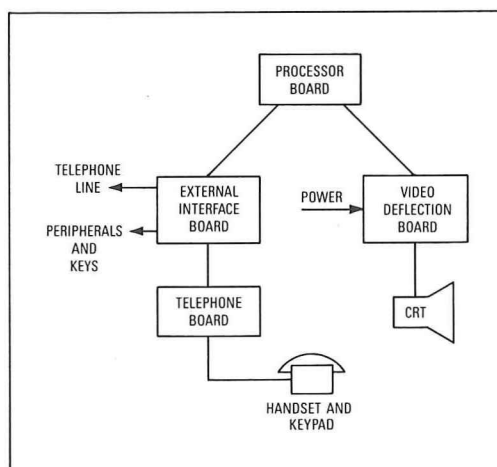 PROCESSOR
BOARD
TELEPHONE
LINE
EXTERNAL
INTERFACE
BOARD
POWER
VIDEO
DEFLECTION
BOARD
PERIPHERALS
AND
KEYS
TELEPHONE
BOARD
CRT
HANDSET AND
KEYPAD